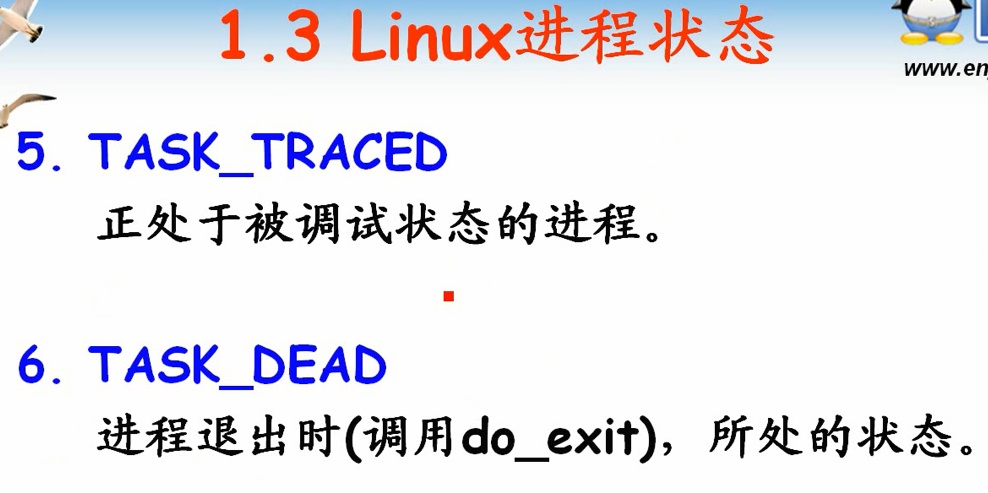 1.3 Linux进程状态
www.en
5. TASK_TRACED
正处于被调试状态的进程。
6. TASK_DEAD
进程退出时(调用do_exit)，所处的状态。